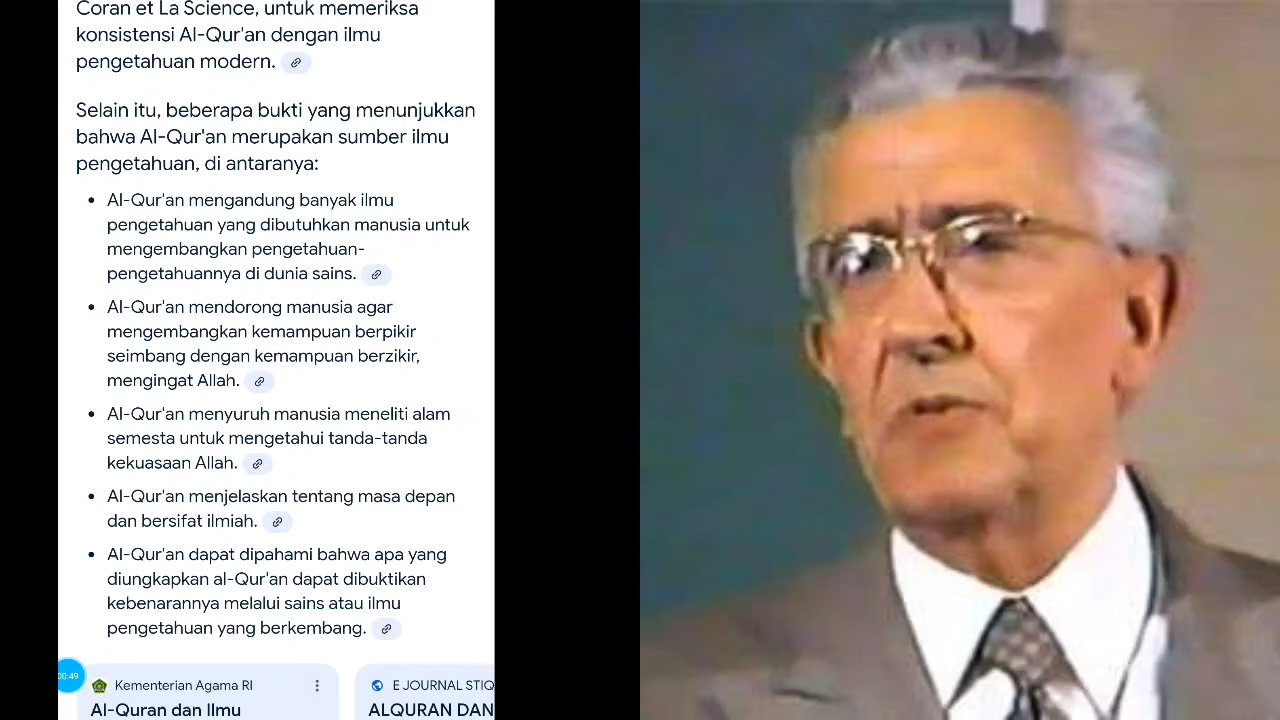 Coran et La Science, untuk memeriksa
konsistensi Al-Qur'an dengan ilmu
pengetahuan modern.
Selain itu, beberapa bukti yang menunjukkan
bahwa Al-Qur'an merupakan sumber ilmu
pengetahuan, di antaranya:
• Al-Qur'an mengandung banyak ilmu
pengetahuan yang dibutuhkan manusia untuk
mengembangkan pengetahuan-
pengetahuannya di dunia sains.
• Al-Qur'an mendorong manusia agar
mengembangkan kemampuan berpikir
seimbang dengan kemampuan berzikir,
mengingat Allah.
• Al-Qur'an menyuruh manusia meneliti alam
semesta untuk mengetahui tanda-tanda
kekuasaan Allah.
• Al-Qur'an menjelaskan tentang masa depan
dan bersifat ilmiah.
• Al-Qur'an dapat dipahami bahwa apa yang
diungkapkan al-Qur'an dapat dibuktikan
kebenarannya melalui sains atau ilmu
pengetahuan yang berkembang.
00:49
Kementerian Agama RI
Al-Quran dan Ilmu
E JOURNAL STIQ
ALQURAN DAN